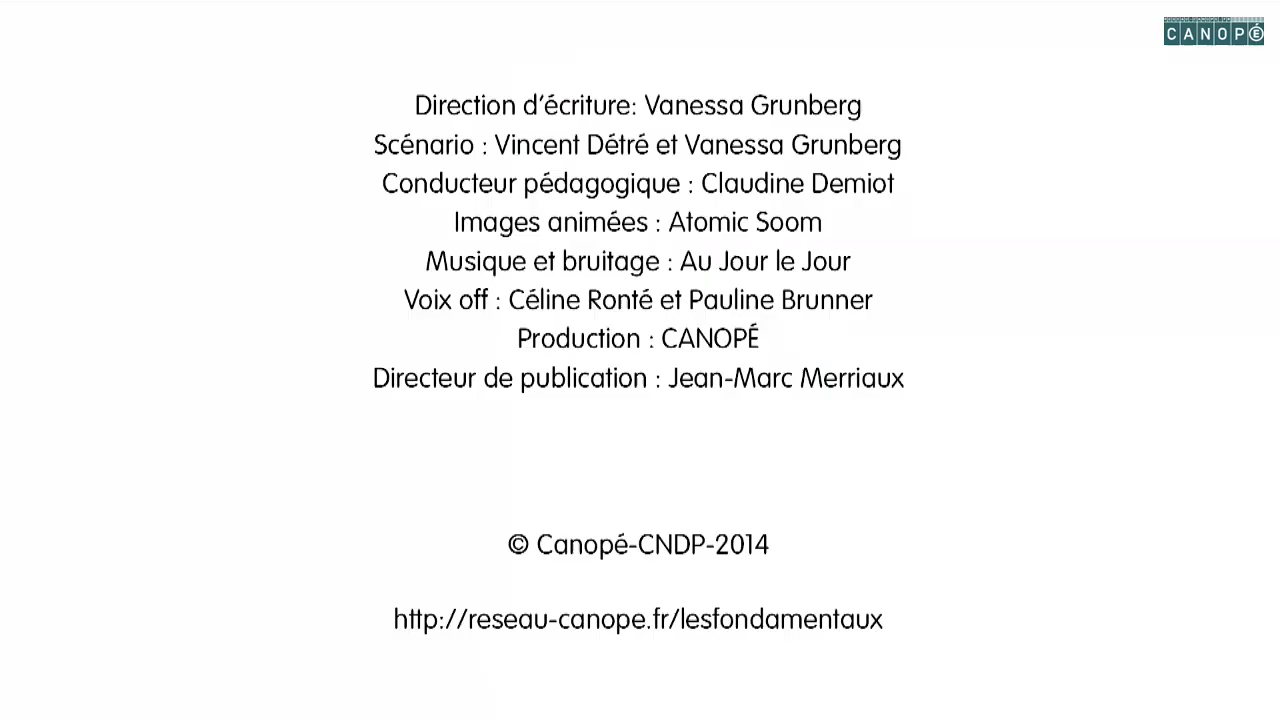 CANOPÉ
Direction d’écriture: Vanessa Grunberg
Scénario : Vincent Détré et Vanessa Grunberg
Conducteur pédagogique : Claudine Demiot
Images animées : Atomic Soom
Musique et bruitage : Au Jour le Jour
Voix off : Céline Ronté et Pauline Brunner
Production : CANOPÉ
Directeur de publication : Jean-Marc Merriaux
© Canopé-CNDP-2014
http://reseau-canope.fr/lesfondamentaux